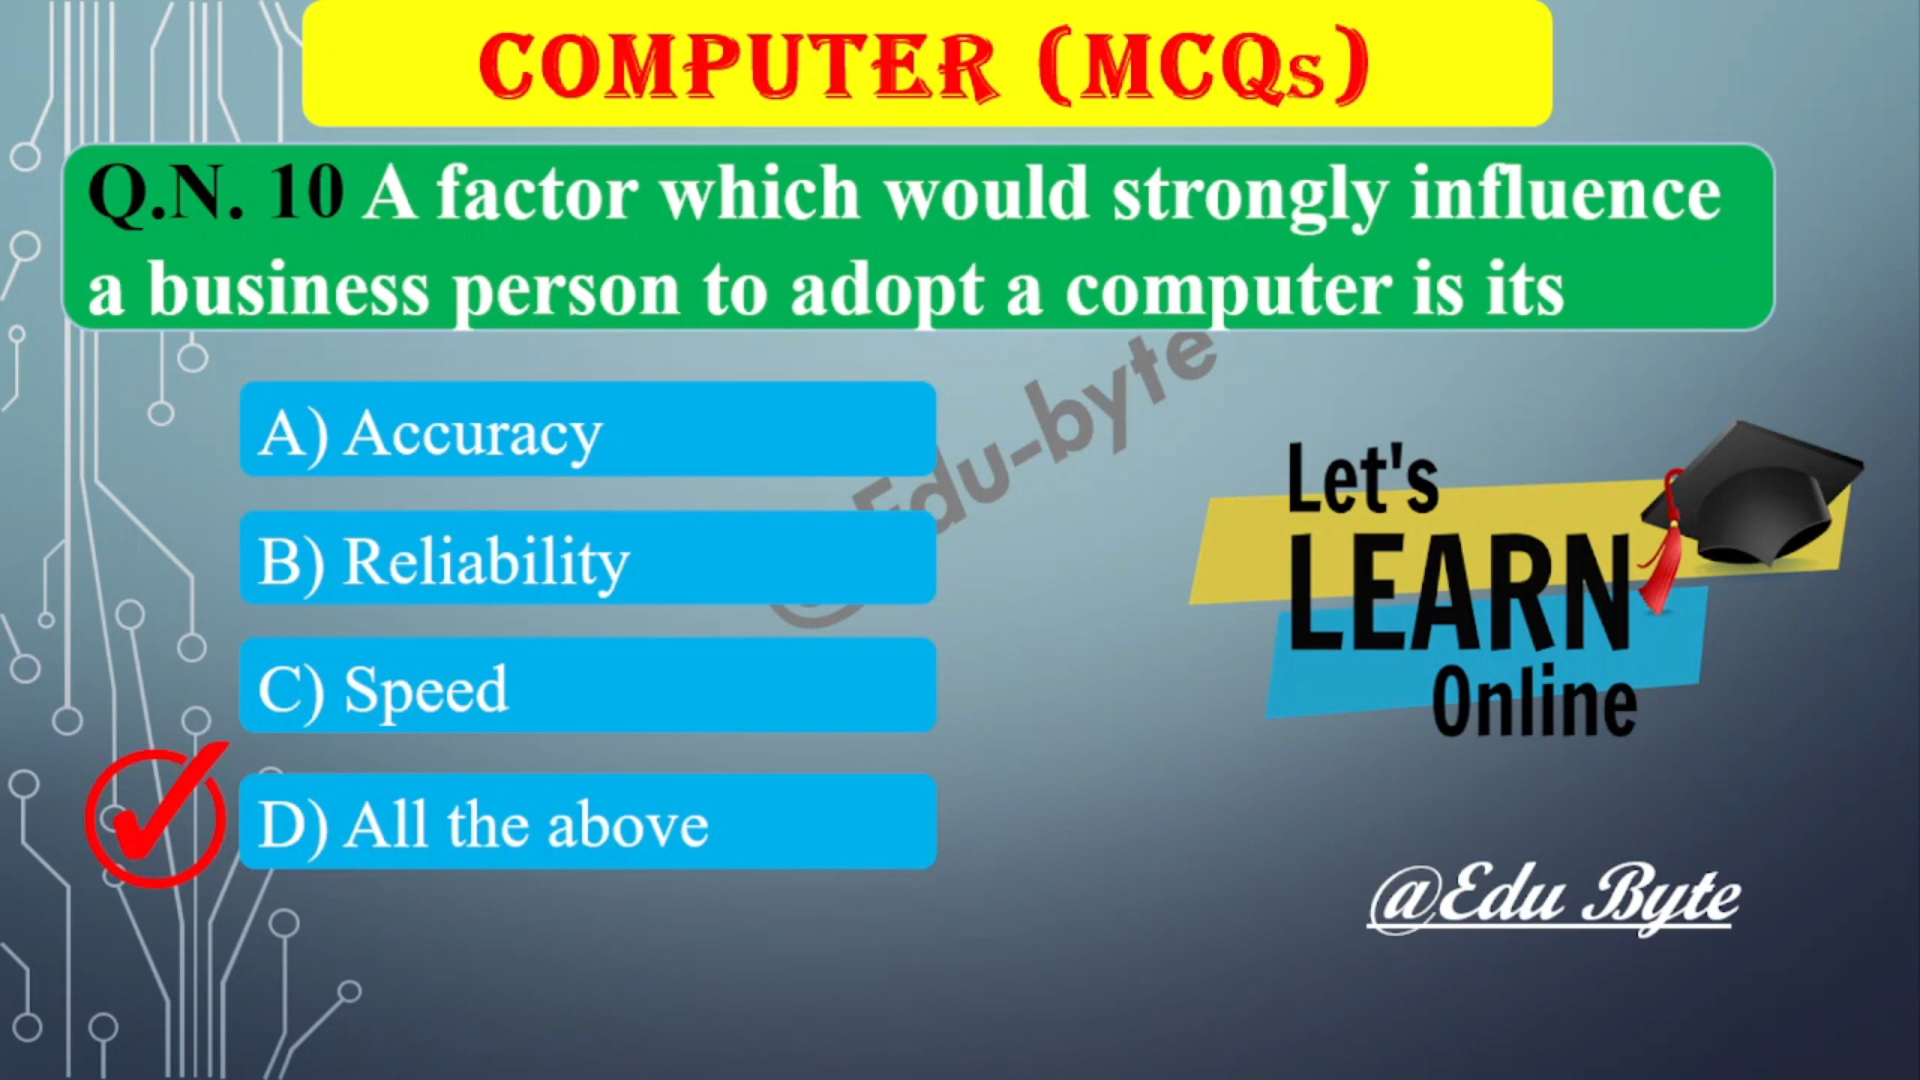 COMPUTER (MCQs)
Q.N. 10 A factor which would strongly influence
a business person to adopt a computer is its
A) Accuracy
B) Reliability
C) Speed
D) All the above
@Edu-byte
Let's
LEARN
Online
@Edu Byte